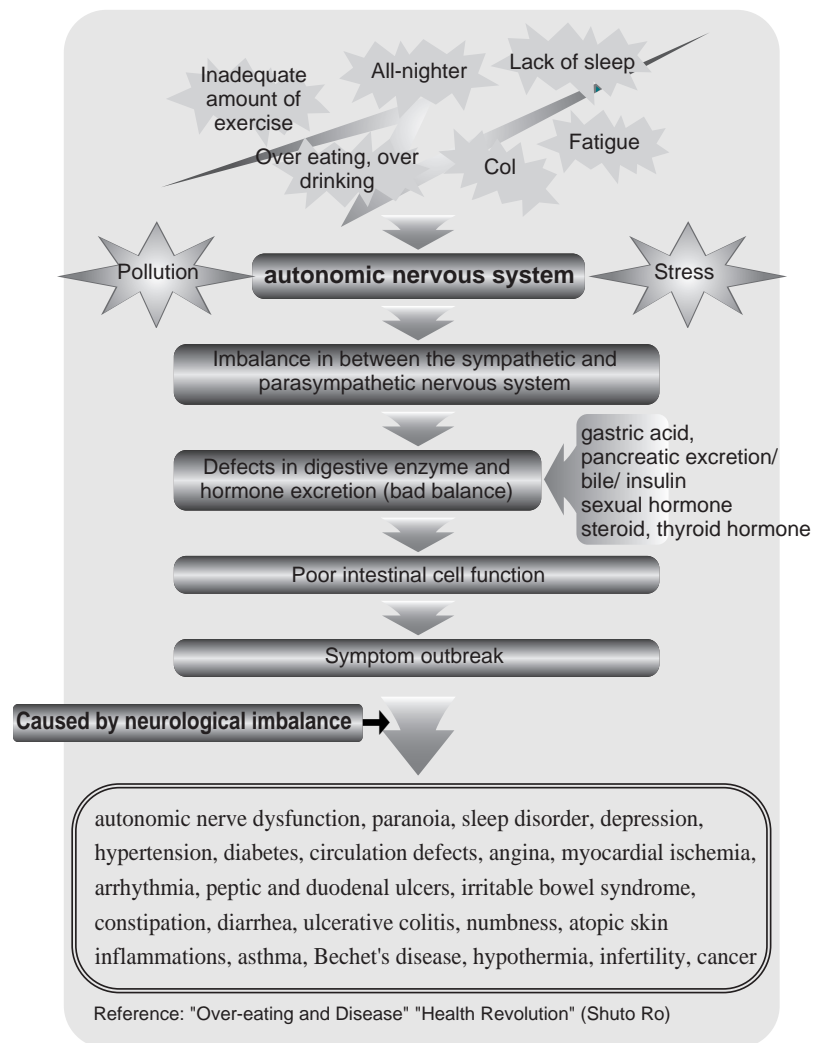 Inadequate
amount of
exercise
All-nighter
Lack of sleep
Over eating, over
drinking
Col
Fatigue
Pollution
autonomic nervous system
Stress
Imbalance in between the sympathetic and
parasympathetic nervous system
Defects in digestive enzyme and
hormone excretion (bad balance)
gastric acid,
pancreatic excretion/
bile/ insulin
sexual hormone
steroid, thyroid hormone
Poor intestinal cell function
Symptom outbreak
Caused by neurological imbalance
autonomic nerve dysfunction, paranoia, sleep disorder, depression,
hypertension, diabetes, circulation defects, angina, myocardial ischemia,
arrhythmia, peptic and duodenal ulcers, irritable bowel syndrome,
constipation, diarrhea, ulcerative colitis, numbness, atopic skin
inflammations, asthma, Bechet's disease, hypothermia, infertility, cancer
Reference: "Over-eating and Disease" "Health Revolution" (Shuto Ro)